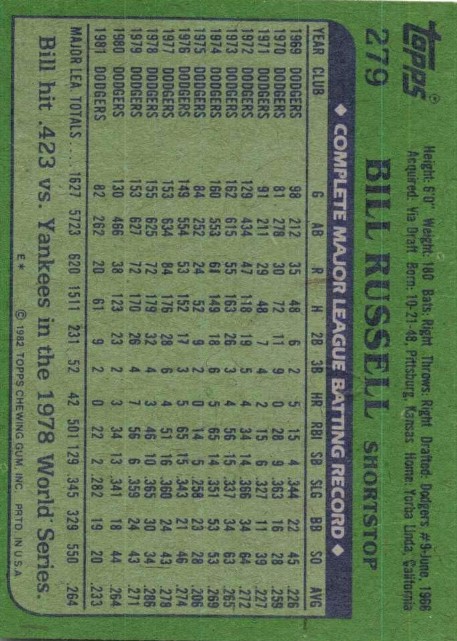 topps®
279
Height: 6'0" Weight: 180 Bats: Right Throws: Right Drafted: Dodgers #9-June, 1966
Acquired: Via Draft Born: 10-21-48, Pittsburg, Kansas Home: Yorba Linda, California
BILL RUSSELL SHORTSTOP
◆ COMPLETE MAJOR LEAGUE BATTING RECORD ◆
YEAR CLUB G AB R H 2B 3B HR RBI SB SLG BB SO AVG
1969 DODGERS 98 212 35 48 6 2 5 15 4 .344 22 45 .226
1970 DODGERS 81 278 30 72 11 9 0 28 9 .363 16 28 .259
1971 DODGERS 91 211 29 48 7 4 2 15 6 .327 11 39 .227
1972 DODGERS 129 434 47 118 19 5 4 34 14 .366 34 64 .272
1973 DODGERS 162 615 55 163 26 3 4 56 15 .337 34 63 .265
1974 DODGERS 160 553 61 149 18 6 5 65 14 .351 53 53 .269
1975 DODGERS 84 252 24 52 9 2 0 14 5 .258 23 28 .206
1976 DODGERS 149 554 53 152 17 3 5 65 15 .343 21 46 .274
1977 DODGERS 153 634 84 176 28 6 4 51 16 .360 24 43 .278
1978 DODGERS 155 625 72 179 32 4 3 46 10 .365 30 34 .286
1979 DODGERS 153 627 72 170 26 4 7 56 6 .359 24 43 .271
1980 DODGERS 130 466 38 123 23 2 3 34 13 .341 18 44 .264
1981 DODGERS 82 262 20 61 9 2 0 22 2 .282 19 20 .233
MAJOR LEA TOTALS.... 1627 5723 620 1511 231 52 42 501 129 .345 329 550 .264
Bill hit .423 vs. Yankees in the 1978 World Series.
E* © 1982 TOPPS CHEWING GUM, INC. PRTD. IN U.S.A